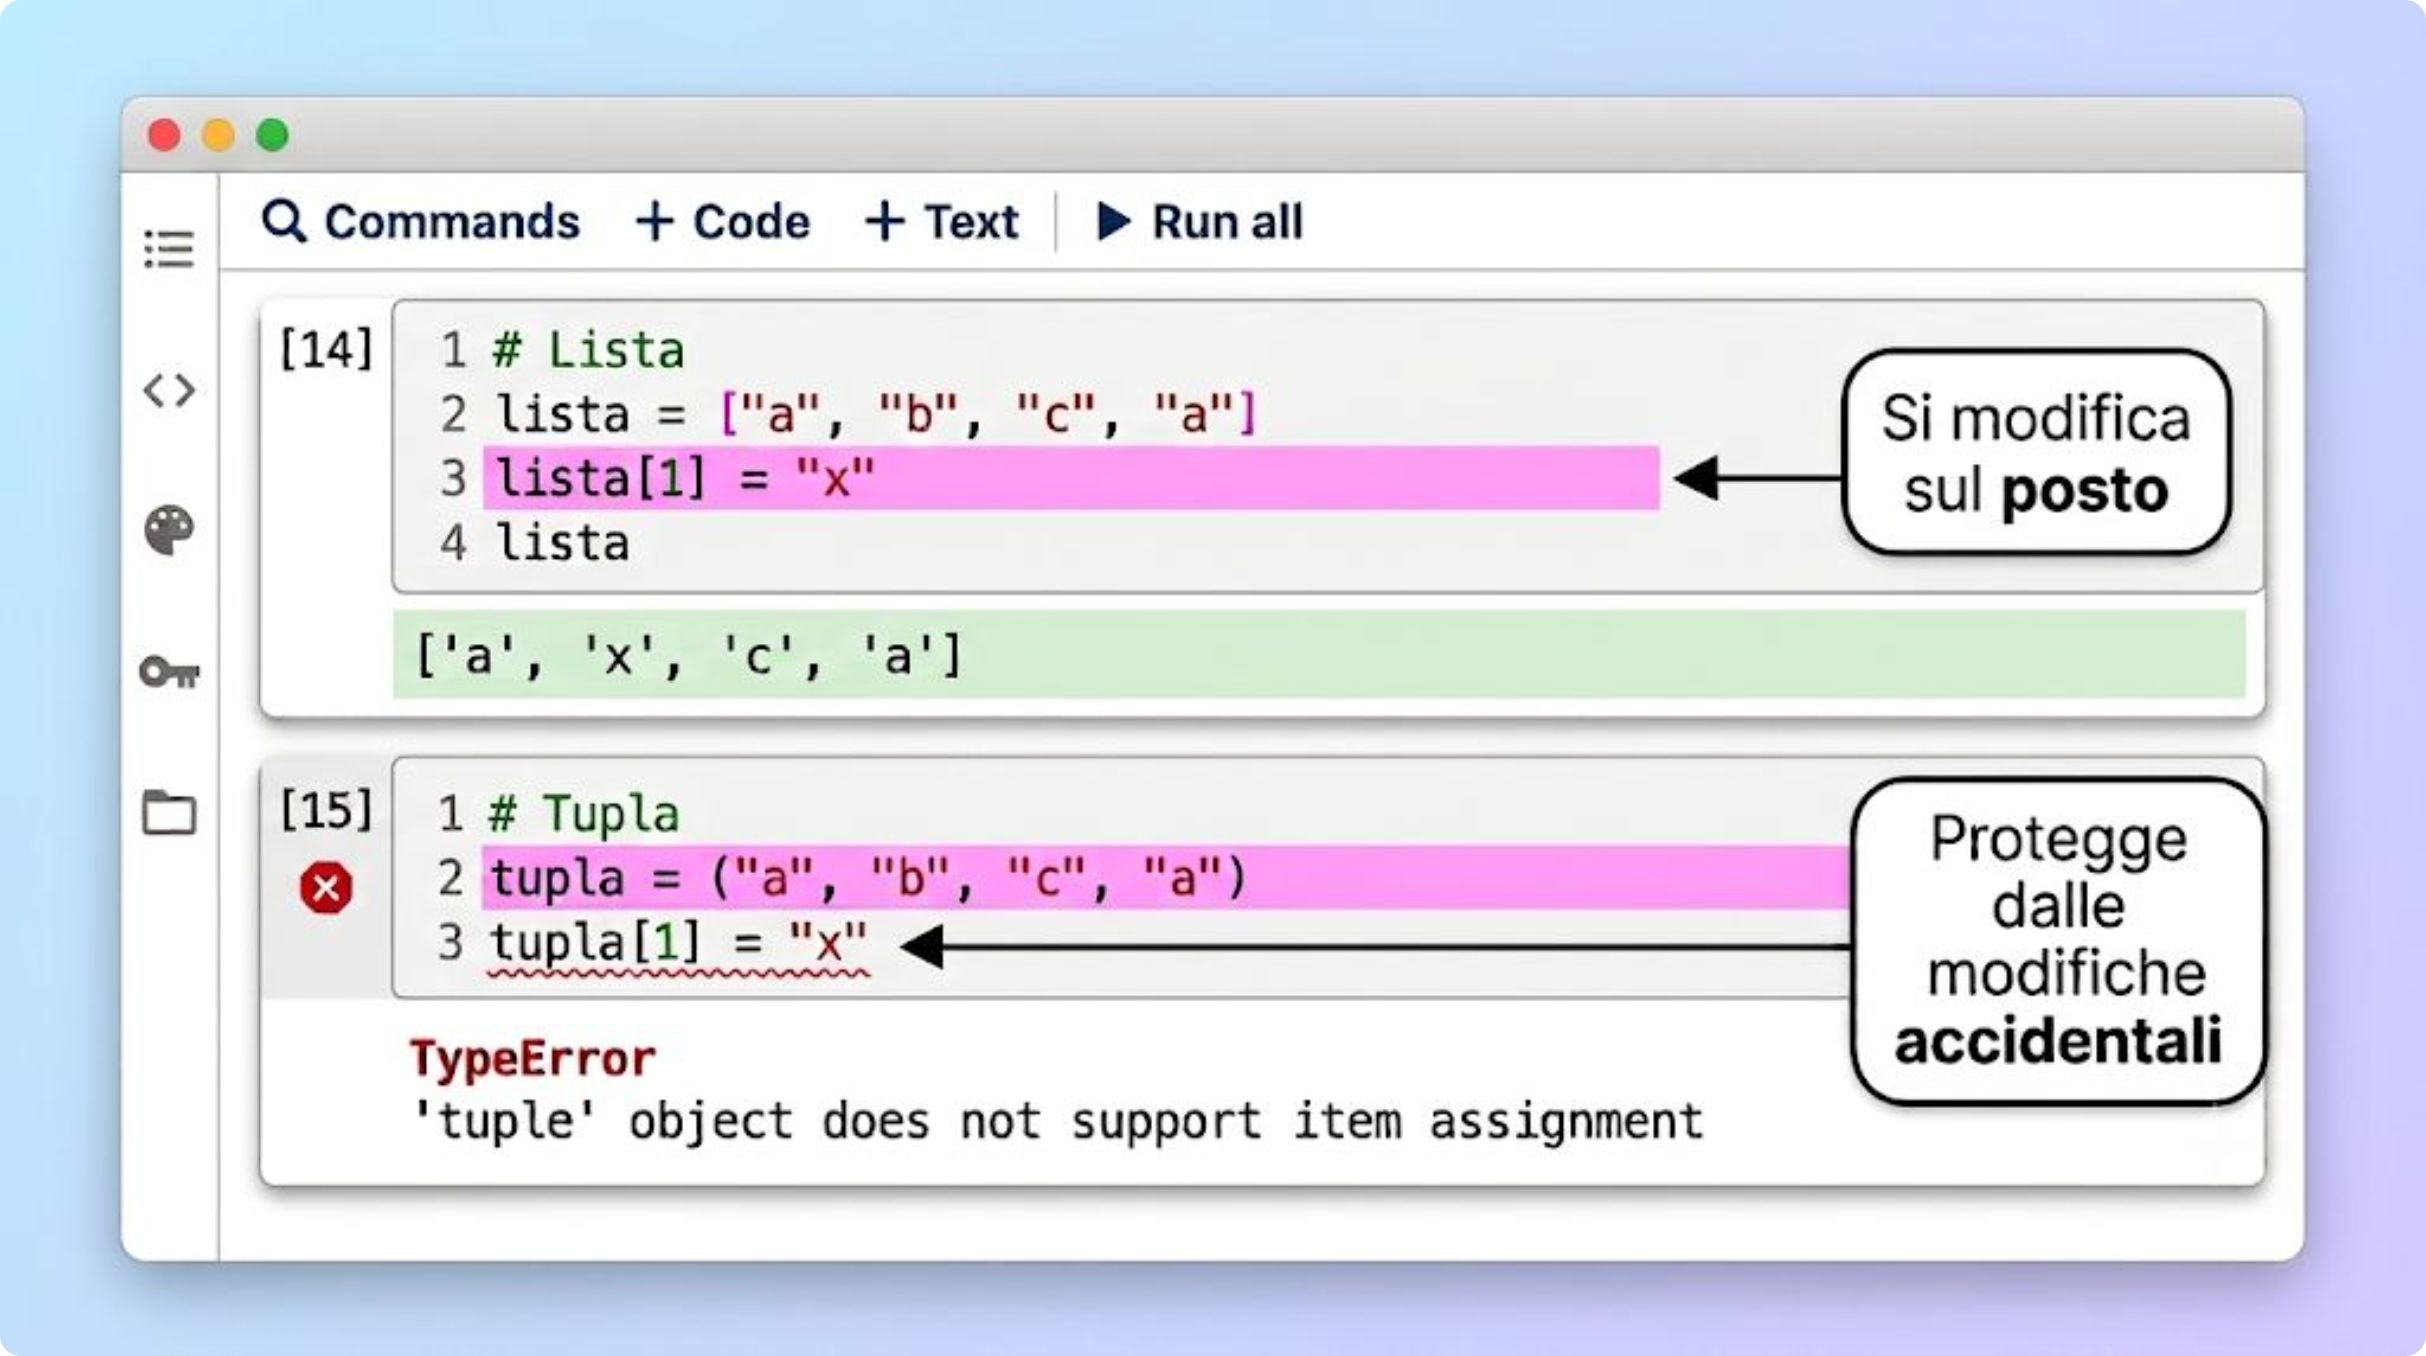 Commands + Code + Text Run all
[14]
1 # Lista
2 lista = ["a", "b", "c", "a"]
3 lista[1] = "x"
4 lista
Si modifica
sul posto
['a', 'x', 'c', 'a']
[15]
1 # Tupla
2 tupla = ("a", "b", "c", "a")
3 tupla[1] = "x"
Protegge
dalle
modifiche
accidentali
TypeError
'tuple' object does not support item assignment